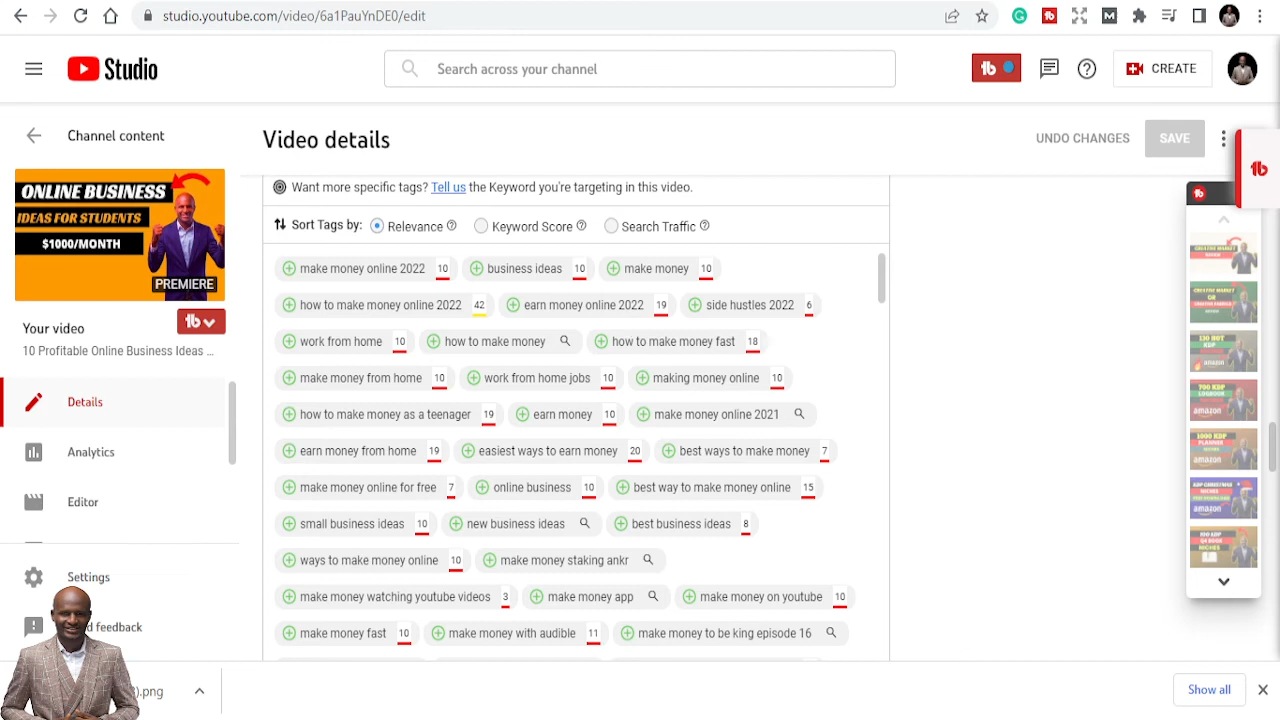 studio.youtube.com/video/6a1PauYnDE0/edit
Studio
Search across your channel
CREATE
Channel content
Video details
UNDO CHANGES
SAVE
ONLINE BUSINESS
IDEAS FOR STUDENTS
$1000/MONTH
PREMIERE
Your video
10 Profitable Online Business Ideas ...
Details
Analytics
Editor
Settings
d feedback
Want more specific tags? Tell us the Keyword you're targeting in this video.
Sort Tags by: Relevance Keyword Score Search Traffic
make money online 2022 10 business ideas 10 make money 10
how to make money online 2022 42 earn money online 2022 19 side hustles 2022 6
work from home 10 how to make money how to make money fast 18
make money from home 10 work from home jobs 10 making money online 10
how to make money as a teenager 19 earn money 10 make money online 2021
earn money from home 19 easiest ways to earn money 20 best ways to make money 7
make money online for free 7 online business 10 best way to make money online 15
small business ideas 10 new business ideas best business ideas 8
ways to make money online 10 make money staking ankr
make money watching youtube videos 3 make money app make money on youtube 10
make money fast 10 make money with audible 11 make money to be king episode 16
).png
Show all